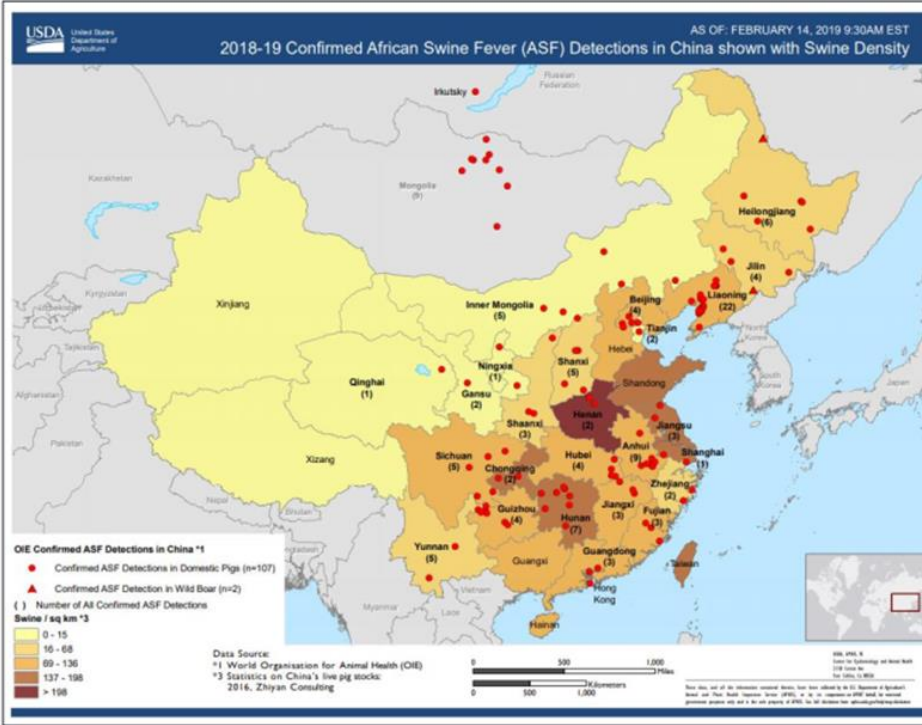 USDA
United States
Department of
Agriculture
AS OF: FEBRUARY 14, 2019 9:30AM EST
2018-19 Confirmed African Swine Fever (ASF) Detections in China shown with Swine Density
Irkutsky
Russian
Federation
Kazakhstan
Mongolia
Heilongjiang
(6)
Jilin
(4)
Kyrgyzstan
Inner Mongolia
(5)
Beijing
(4)
Liaoning
(22)
Xinjiang
Tianjin
(2)
North
Korea
Tajikistan
Hebei
Ningxia
(1)
Shanxi
(5)
Qinghai
(1)
Gansu
(2)
Shandong
South
Korea
Japan
Afghanistan
Henan
(2)
Shaanxi
(3)
Jiangsu
(3)
Pakistan
Anhui
(9)
Xizang
Sichuan
(5)
Hubei
(4)
Shanghai
(1)
Chongqing
(2)
Zhejiang
(2)
Nepal
Bhutan
Guizhou
(4)
Jiangxi
(3)
Hunan
(7)
Fujian
(3)
Yunnan
(5)
Guangxi
Guangdong
(3)
Taiwan
Myanmar
Vietnam
Laos
Hong
Kong
Hainan
OIE Confirmed ASF Detections in China *1
Confirmed ASF Detections in Domestic Pigs (n=107)
Confirmed ASF Detection in Wild Boar (n=2)
( ) Number of All Confirmed ASF Detections
Swine / sq km *3
0 - 15
16 - 68
69 - 136
137 - 198
> 198
Data Source:
*1 World Organisation for Animal Health (OIE)
*3 Statistics on China's live pig stocks:
2016, Zhiyan Consulting
0 500 1,000
Miles
0 500 1,000
Kilometers